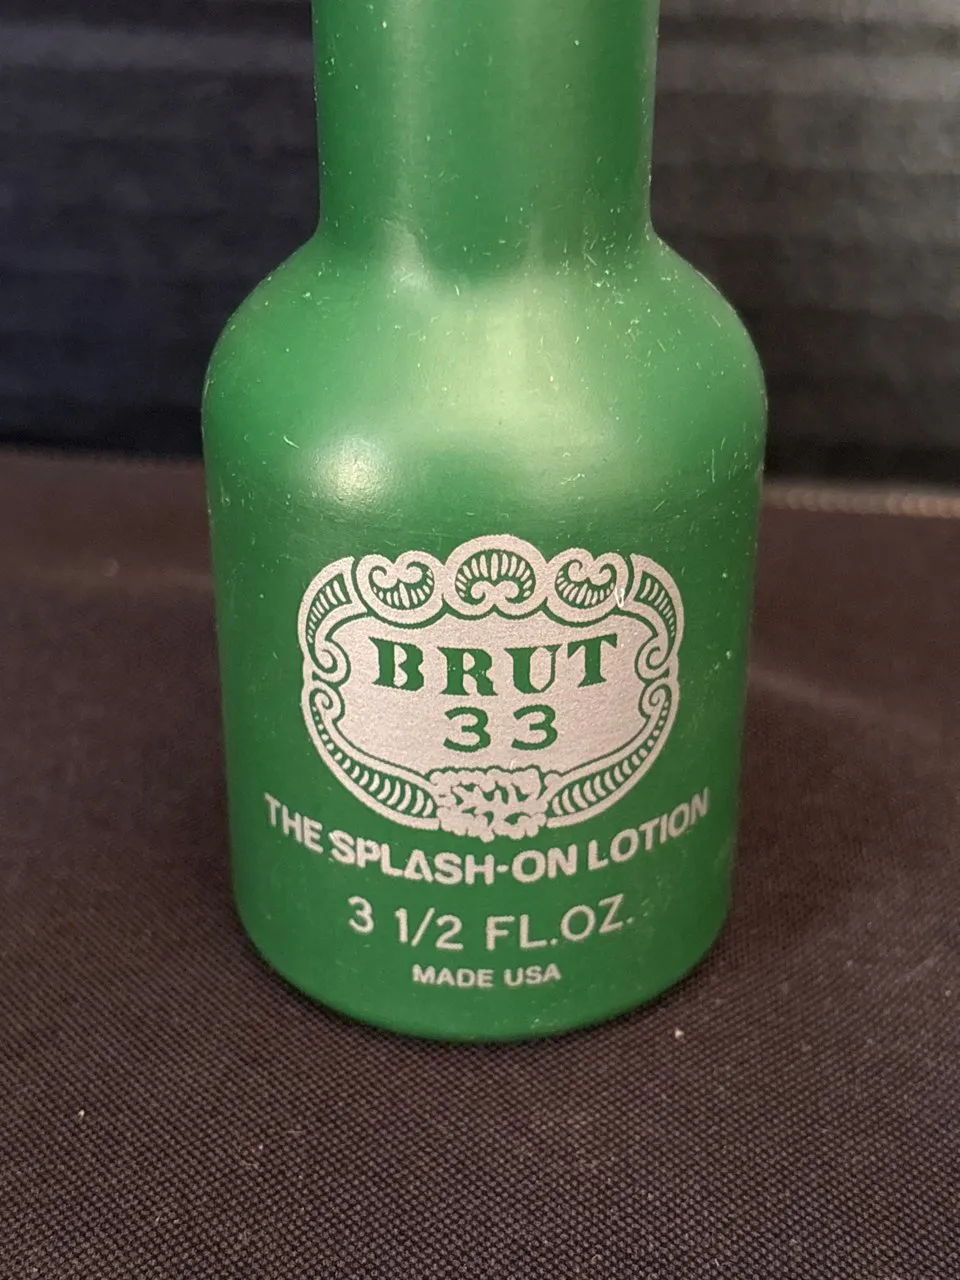 BRUT
33
THE SPLASH-ON LOTION
3 1/2 FL.OZ.
MADE USA